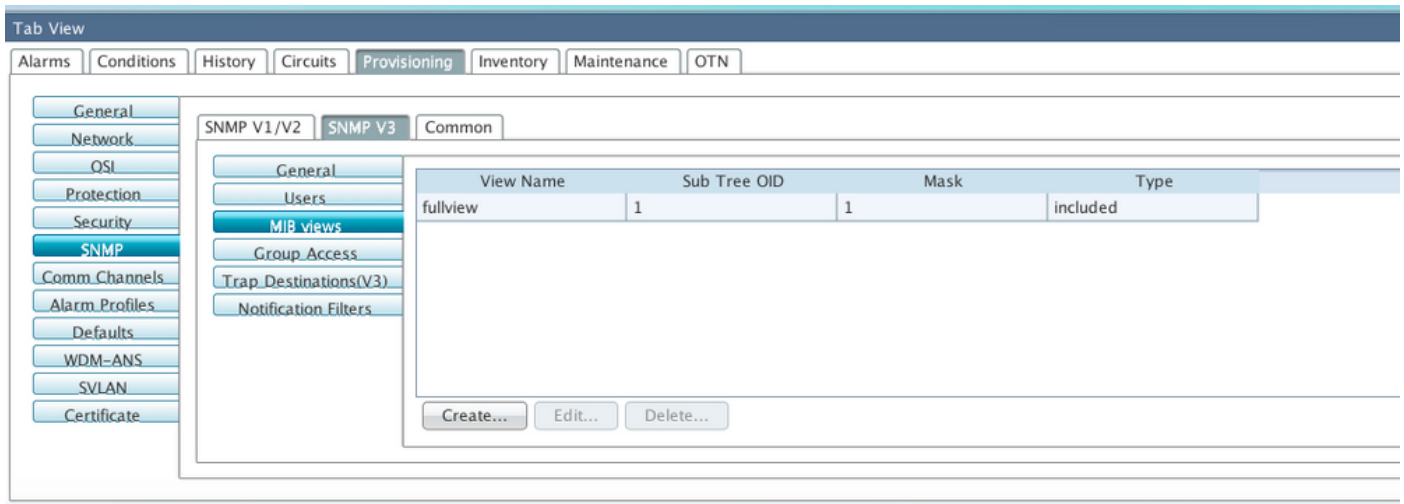 Tab View
Alarms Conditions History Circuits Provisioning Inventory Maintenance OTN
General
Network
OSI
Protection
Security
SNMP
Comm Channels
Alarm Profiles
Defaults
WDM-ANS
SVLAN
Certificate
SNMP V1/V2 SNMP V3 Common
General
Users
MIB views
Group Access
Trap Destinations(V3)
Notification Filters
View Name Sub Tree OID Mask Type
fullview 1 1 included
Create... Edit... Delete...